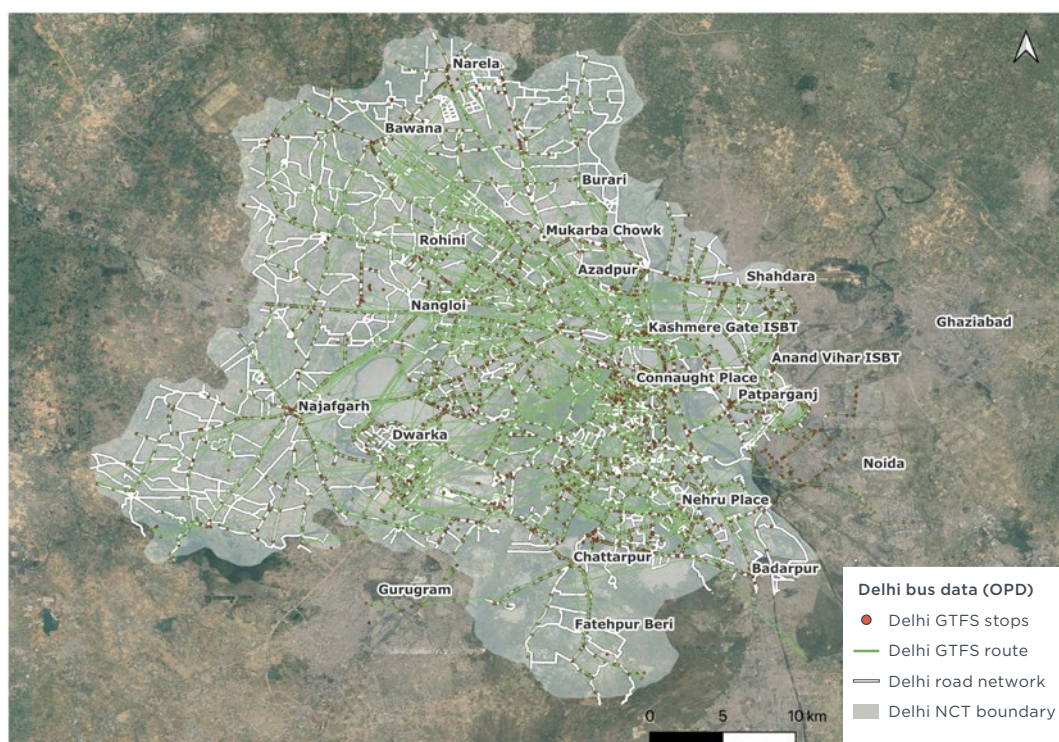 Narela
Bawana
Burari
Mukarba Chowk
Rohini
Azadpur
Shahdara
Nangloi
Ghaziabad
Kashmere Gate ISBT
Anand Vihar ISBT
Connaught Place
Patparganj
Najafgarh
Dwarka
Noida
Nehru Place
Chattarpur
Badarpur
Gurugram
Fatehpur Beri
Delhi bus data (OPD)
Delhi GTFS stops
Delhi GTFS route
Delhi road network
Delhi NCT boundary
0 5 10 km